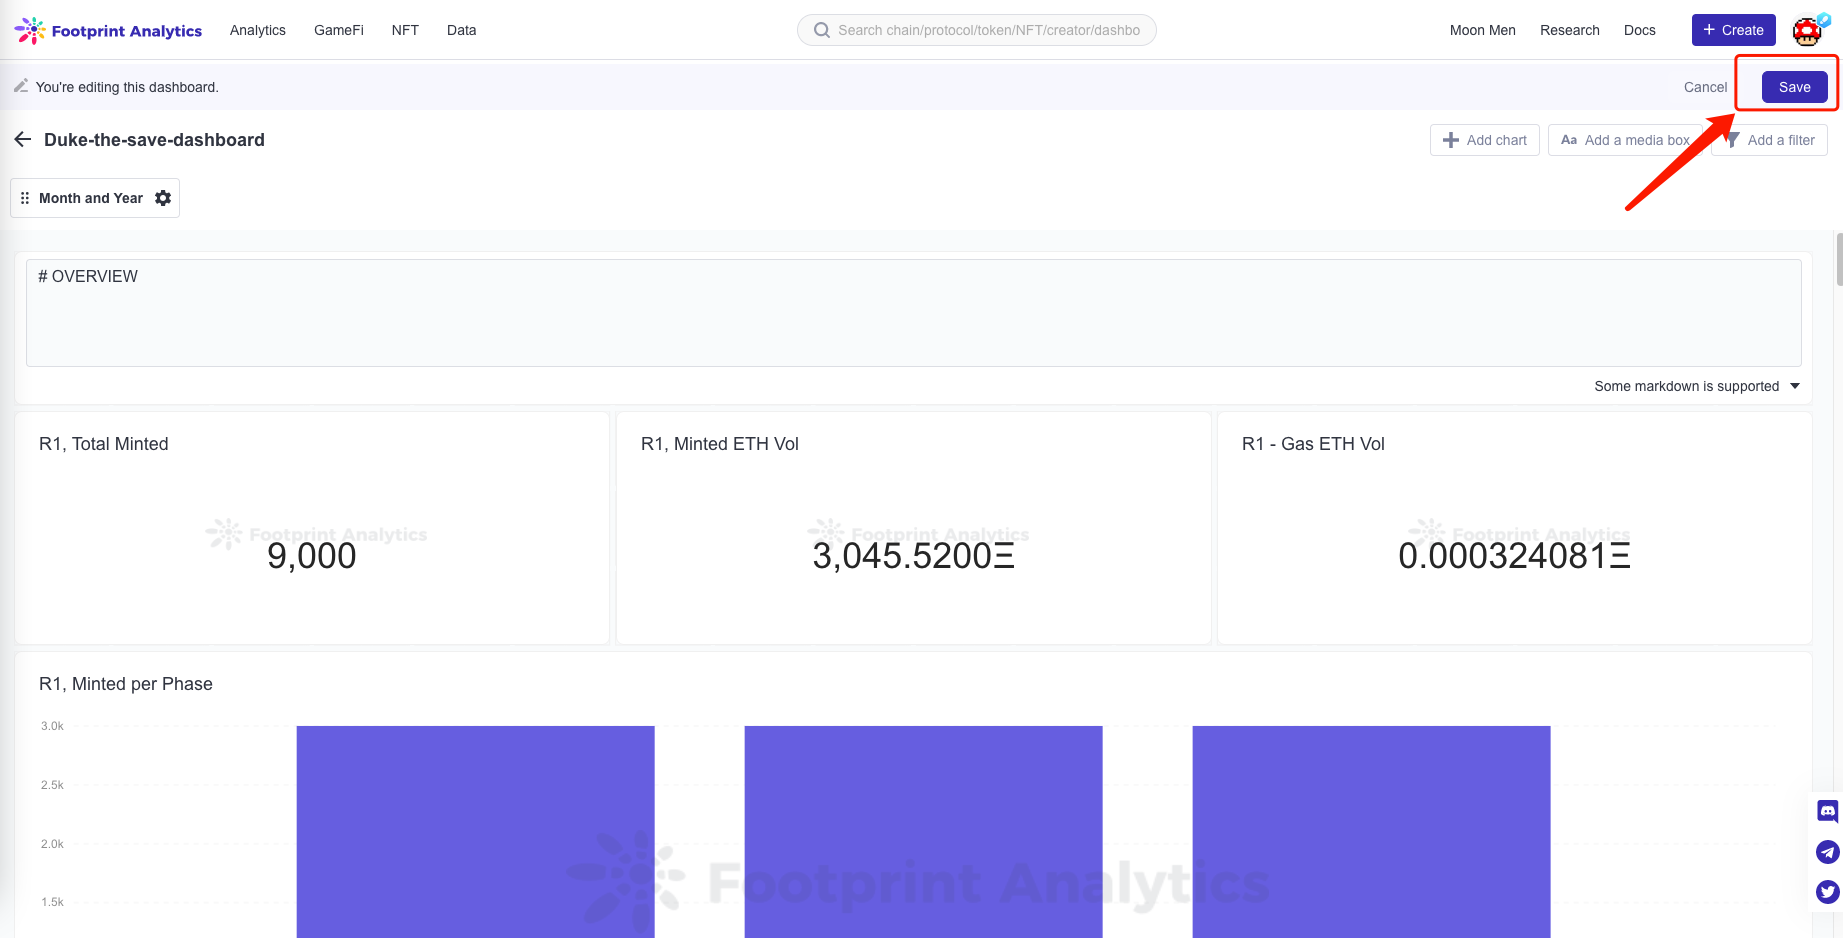 Footprint Analytics Analytics GameFi NFT Data Search chain/protocol/token/NFT/creator/dashbo Moon Men Research Docs + Create
You're editing this dashboard. Cancel Save
Duke-the-save-dashboard Add chart Aa Add a media box Add a filter
Month and Year
# OVERVIEW
Some markdown is supported
R1, Total Minted R1, Minted ETH Vol R1 - Gas ETH Vol
Footprint Analytics Footprint Analytics Footprint Analytics
9,000 3,045.5200Ξ 0.000324081Ξ
R1, Minted per Phase
3.0k
2.5k
2.0k
Footprint Analytics
1.5k